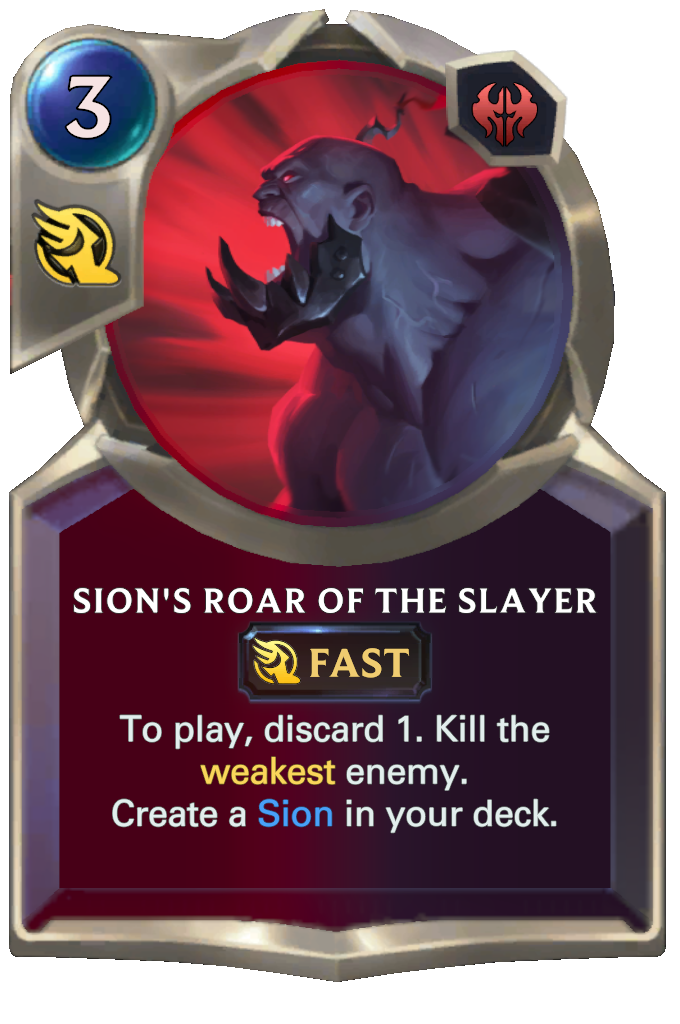 3
SION'S ROAR OF THE SLAYER
FAST
To play, discard 1. Kill the
weakest enemy.
Create a Sion in your deck.